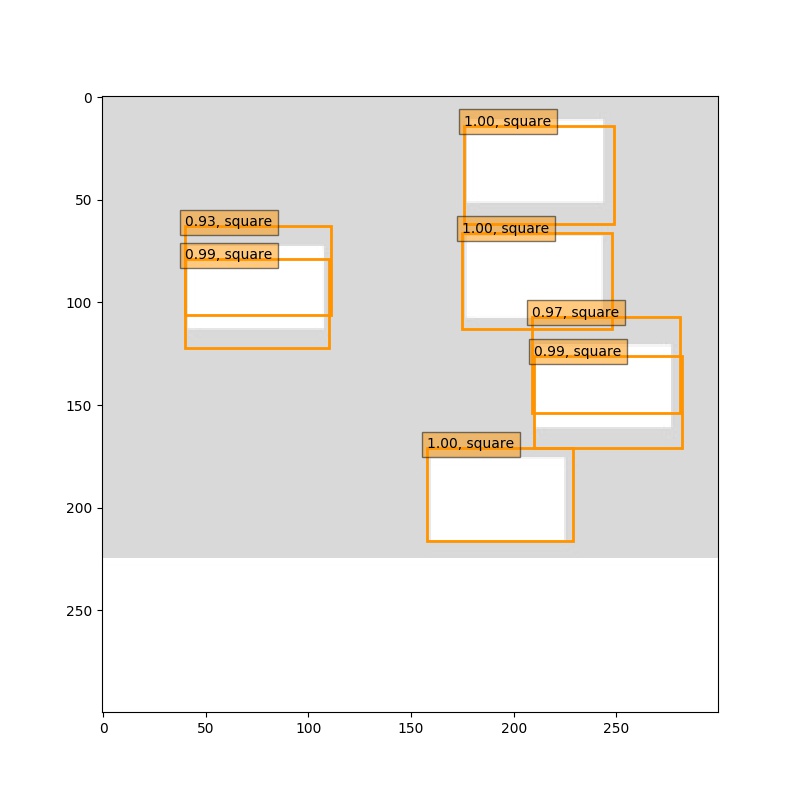 0
1.00, square
50
0.93, square
1.00, square
0.99, square
100
0.97, square
0.99, square
150
1.00, square
200
250
0 50 100 150 200 250